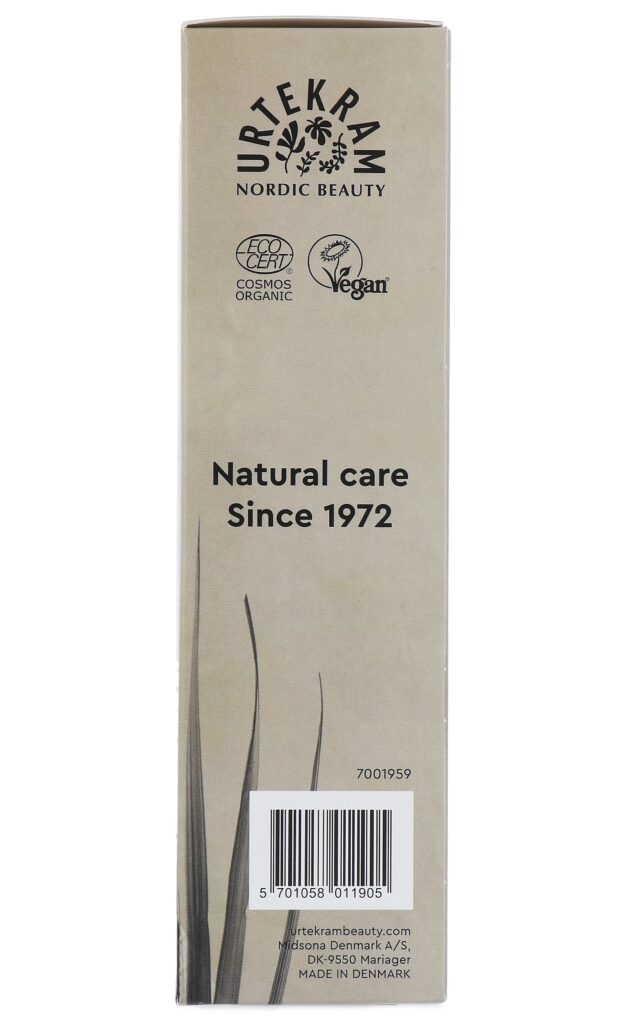 URTEKRAM
NORDIC BEAUTY
ECO
CERT®
COSMOS
ORGANIC
Vegan
Natural care
Since 1972
7001959
5 701058 011905
urtekrambeauty.com
Midsona Denmark A/S,
DK-9550 Mariager
MADE IN DENMARK